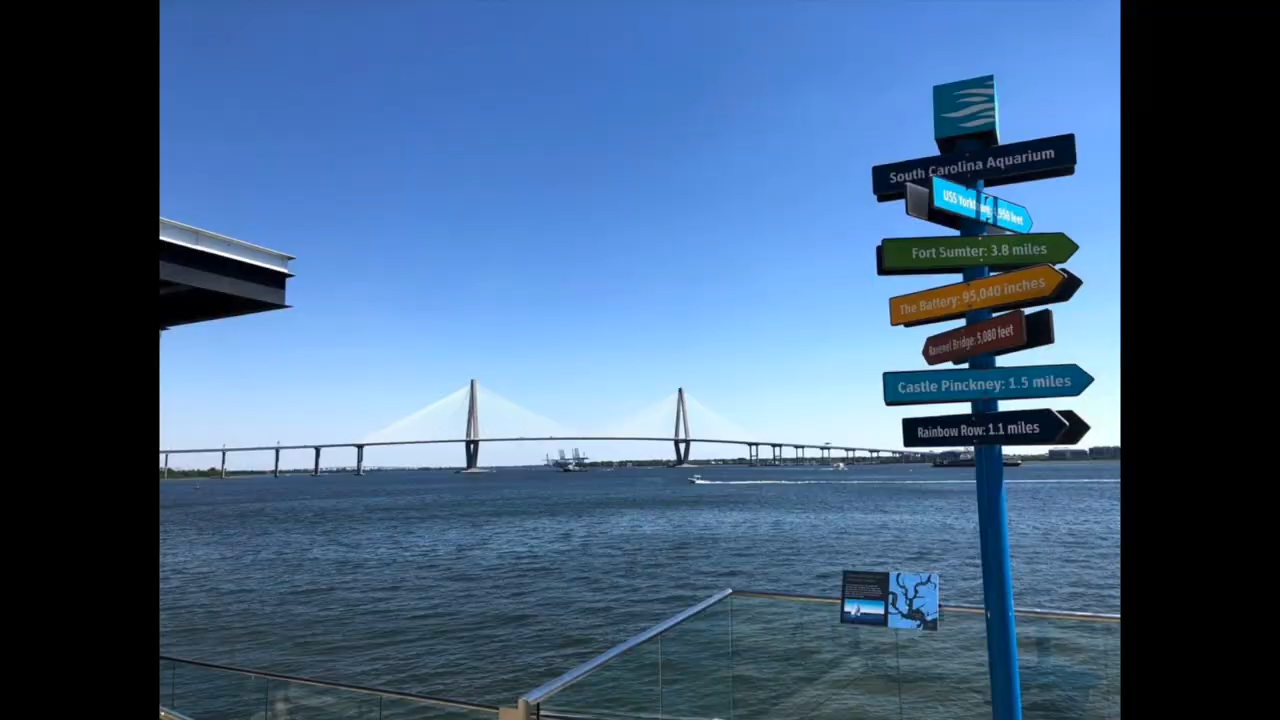 South Carolina Aquarium
USS
feet
Fort Sumter: 3.8 miles
The Battery: 95,040 inches
Ravenel Bridge: 5,080 feet
Castle Pinckney: 1.5 miles
Rainbow Row: 1.1 miles